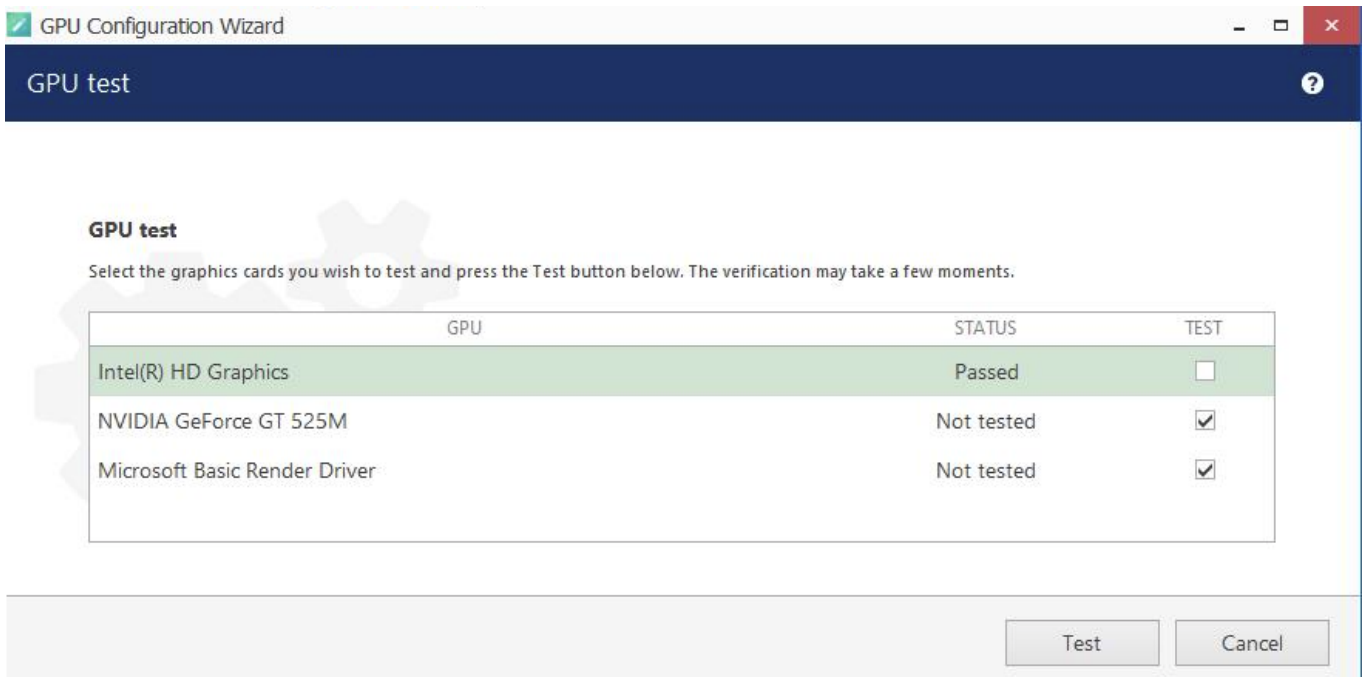 GPU Configuration Wizard
GPU test
GPU test
Select the graphics cards you wish to test and press the Test button below. The verification may take a few moments.
GPU STATUS TEST
Intel(R) HD Graphics Passed
NVIDIA GeForce GT 525M Not tested
Microsoft Basic Render Driver Not tested
Test Cancel